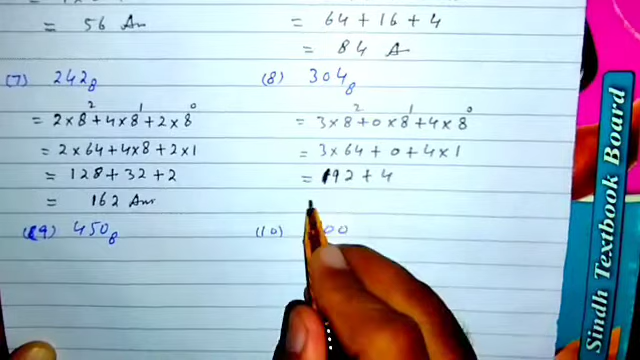 = 56 Am
64 + 16 + 4
= 84 A
(7) 242₈
= 2×8² + 4×8¹ + 2×8⁰
= 2×64 + 4×8 + 2×1
= 128 + 32 + 2
= 162 Ans
(8) 304₈
= 3×8² + 0×8¹ + 4×8⁰
= 3×64 + 0 + 4×1
= 192 + 4
(9) 450₈
(10) 00
Sindh Textbook Board